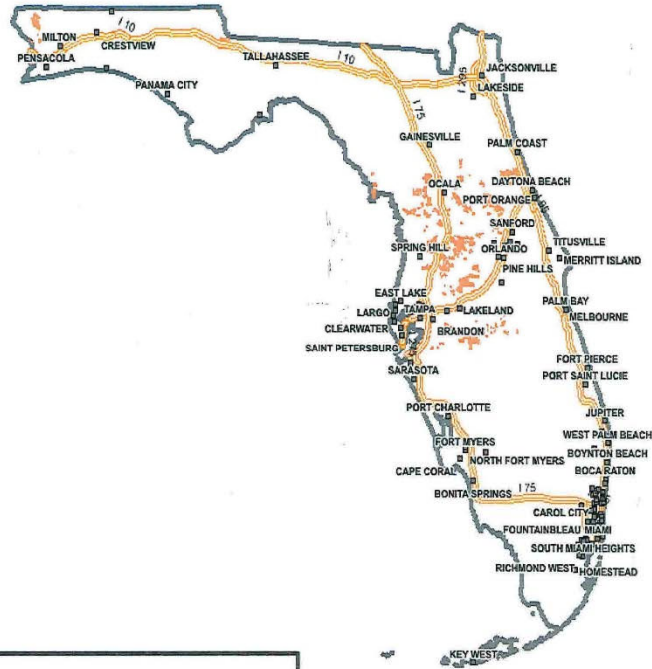 I 10
MILTON
CRESTVIEW
PENSACOLA
TALLAHASSEE
I 10
PANAMA CITY
JACKSONVILLE
I 295
LAKESIDE
I 75
GAINESVILLE
PALM COAST
OCALA
DAYTONA BEACH
PORT ORANGE
I 95
SANFORD
SPRING HILL
ORLANDO
TITUSVILLE
PINE HILLS
MERRITT ISLAND
EAST LAKE
LARGO
TAMPA
LAKELAND
PALM BAY
CLEARWATER
BRANDON
MELBOURNE
SAINT PETERSBURG
SARASOTA
FORT PIERCE
PORT SAINT LUCIE
PORT CHARLOTTE
JUPITER
WEST PALM BEACH
FORT MYERS
NORTH FORT MYERS
BOYNTON BEACH
CAPE CORAL
BOCA RATON
BONITA SPRINGS
I 75
CAROL CITY
FOUNTAINBLEAU
MIAMI
SOUTH MIAMI HEIGHTS
RICHMOND WEST
HOMESTEAD
KEY WEST